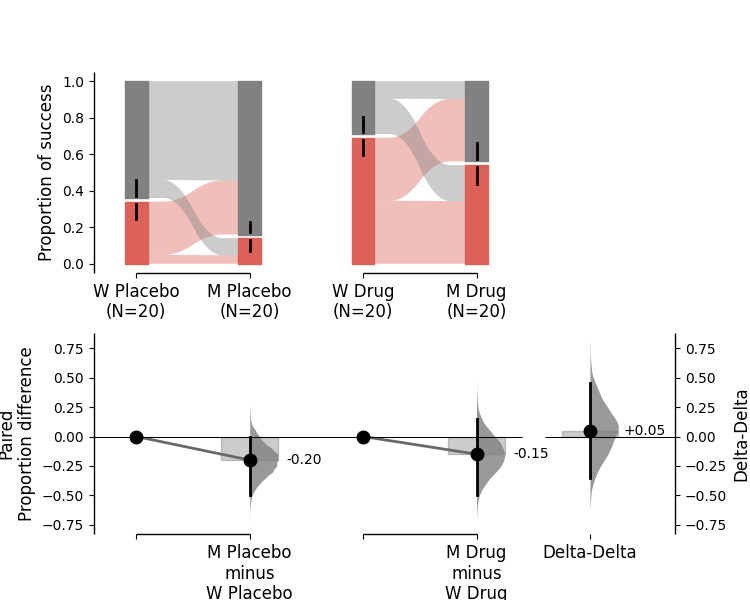 Proportion of success
1.0
0.8
0.6
0.4
0.2
0.0
W Placebo
(N=20)
M Placebo
(N=20)
W Drug
(N=20)
M Drug
(N=20)
Paired
Proportion difference
0.75
0.50
0.25
0.00
−0.25
−0.50
−0.75
-0.20
-0.15
+0.05
0.75
0.50
0.25
0.00
−0.25
−0.50
−0.75
Delta-Delta
M Placebo
minus
W Placebo
M Drug
minus
W Drug
Delta-Delta